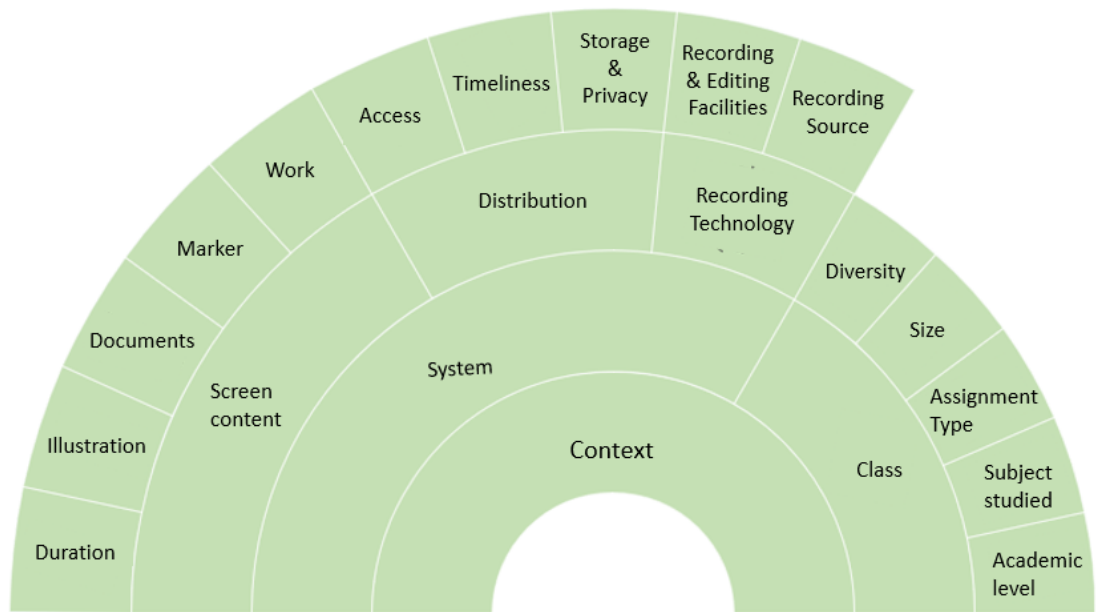 Storage
&
Privacy
Recording
& Editing
Facilities
Timeliness
Recording
Source
Access
Work
Distribution
Recording
Technology
Marker
Diversity
Documents
Size
System
Screen
content
Assignment
Type
Illustration
Context
Class
Subject
studied
Duration
Academic
level